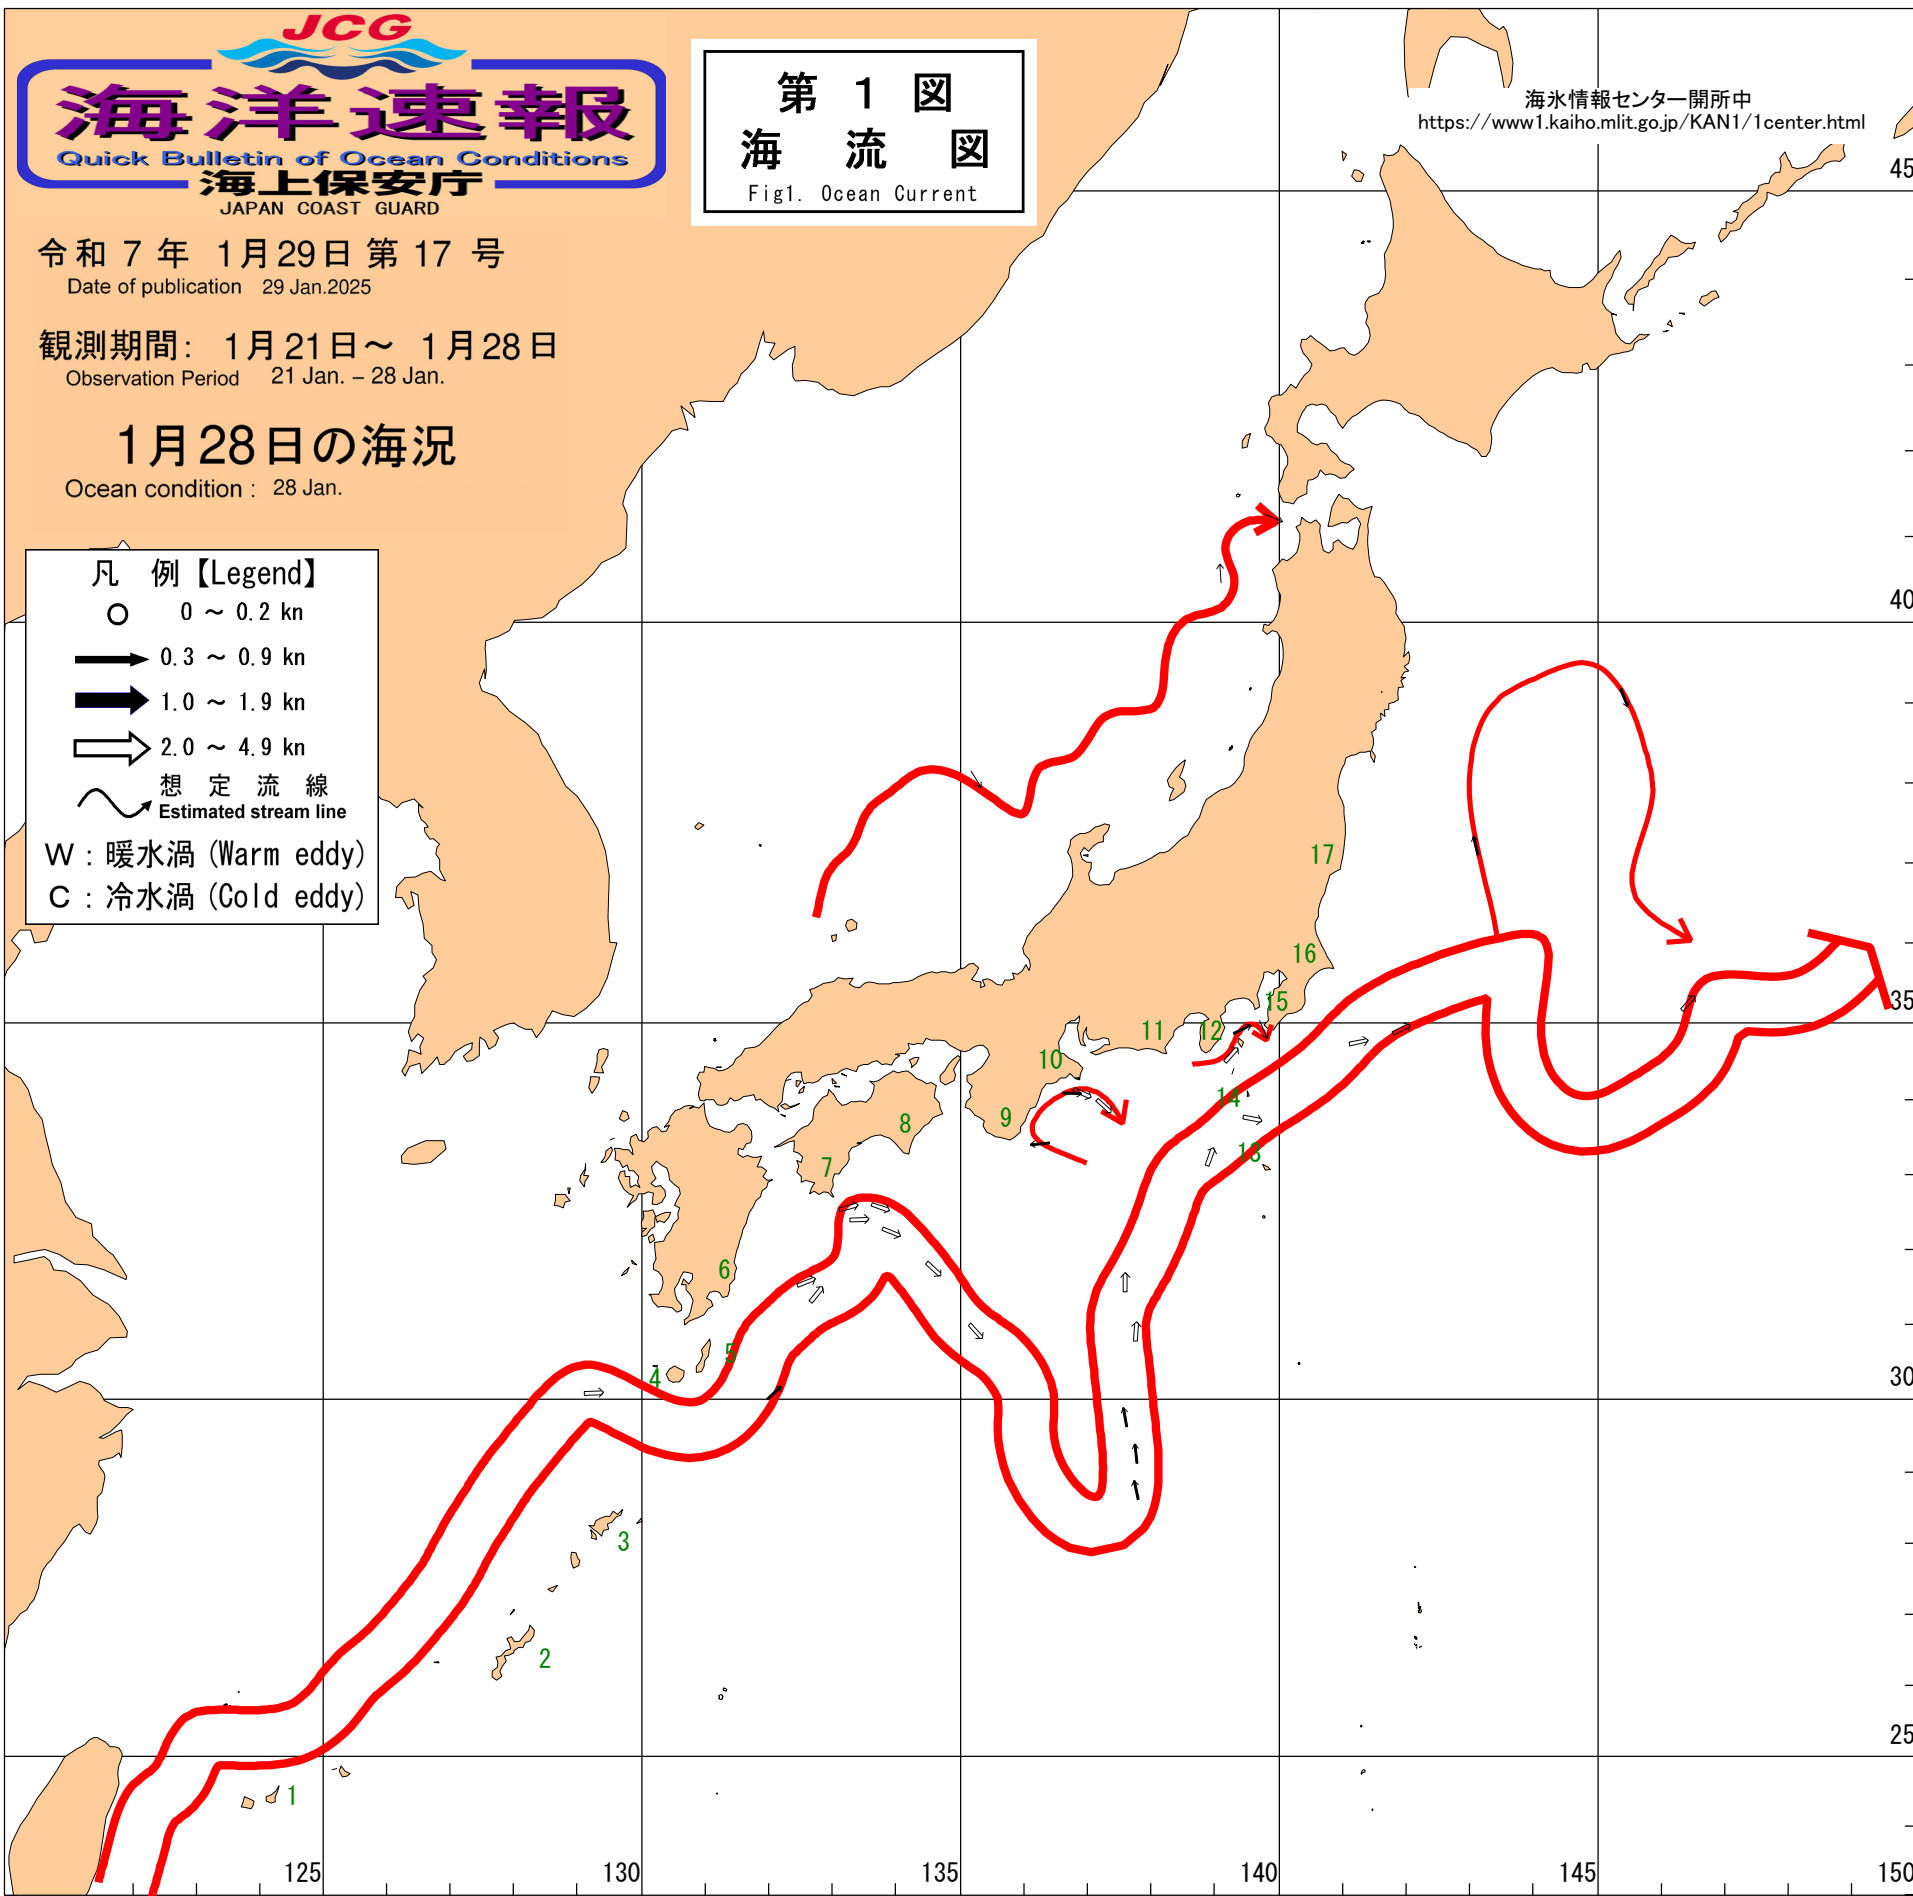 JCG
海洋速報
Quick Bulletin of Ocean Conditions
海上保安庁
JAPAN COAST GUARD
令和 7 年 1月29日 第 17 号
Date of publication 29 Jan.2025
観測期間: 1月21日～ 1月28日
Observation Period 21 Jan. – 28 Jan.
1月28日の海況
Ocean condition : 28 Jan.
第 1 図
海 流 図
Fig1. Ocean Current
海氷情報センター開所中
https://www1.kaiho.mlit.go.jp/KAN1/1center.html
凡 例【Legend】
0 ～ 0.2 kn
0.3 ～ 0.9 kn
1.0 ～ 1.9 kn
2.0 ～ 4.9 kn
想 定 流 線
Estimated stream line
W : 暖水渦 (Warm eddy)
C : 冷水渦 (Cold eddy)
45
40
17
16
35
15
12
11
10
14
9
8
13
7
6
5
4
30
3
2
25
1
125
130
135
140
145
150